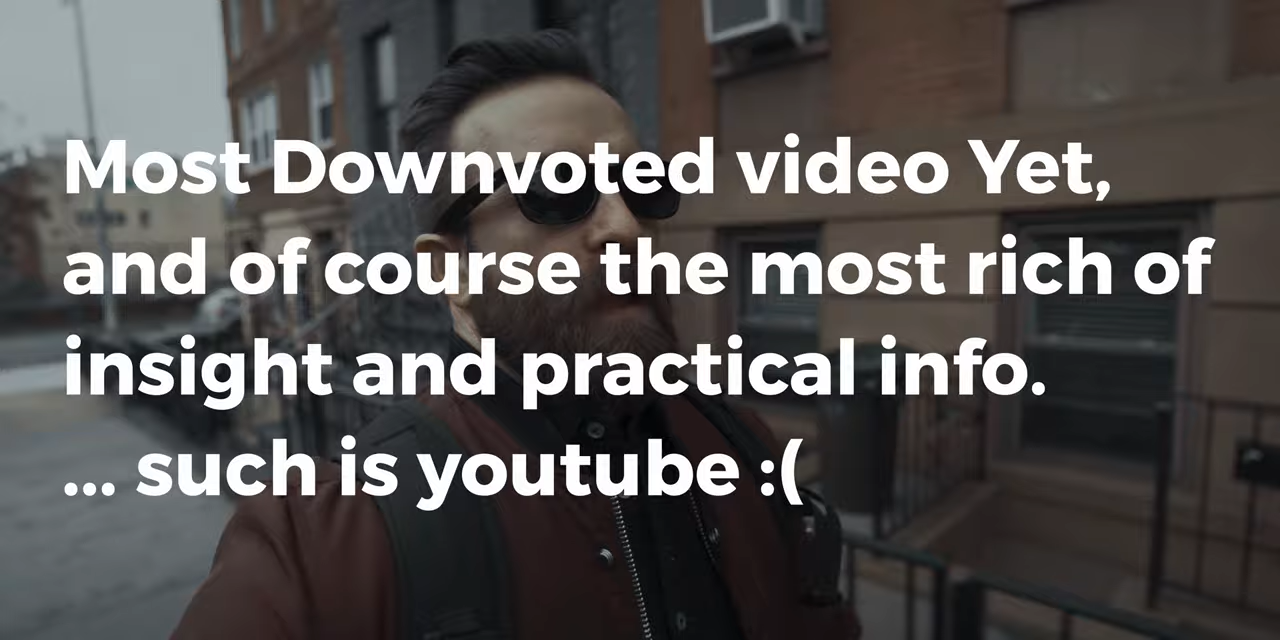 Most Downvoted video Yet,
and of course the most rich of
insight and practical info.
... such is youtube :(